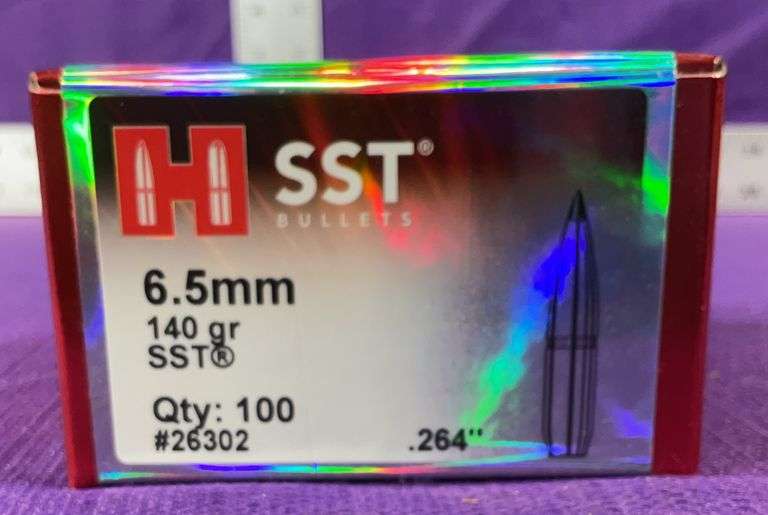 H
SST®
BULLETS
6.5mm
140 gr
SST®
Qty: 100
#26302
.264"